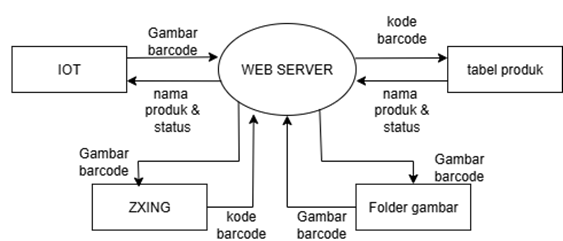 Gambar
barcode
kode
barcode
IOT
WEB SERVER
tabel produk
nama
produk &
status
nama
produk &
status
Gambar
barcode
Gambar
barcode
ZXING
kode
barcode
Gambar
barcode
Folder gambar